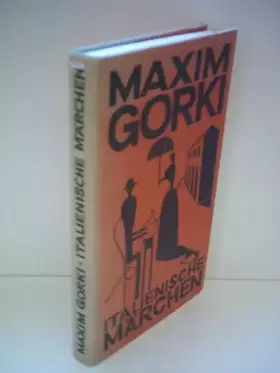 MAXIM GORKI · ITALIENISCHE MÄRCHEN
MAXIM
GORKI
ITALIENISCHE
MÄRCHEN